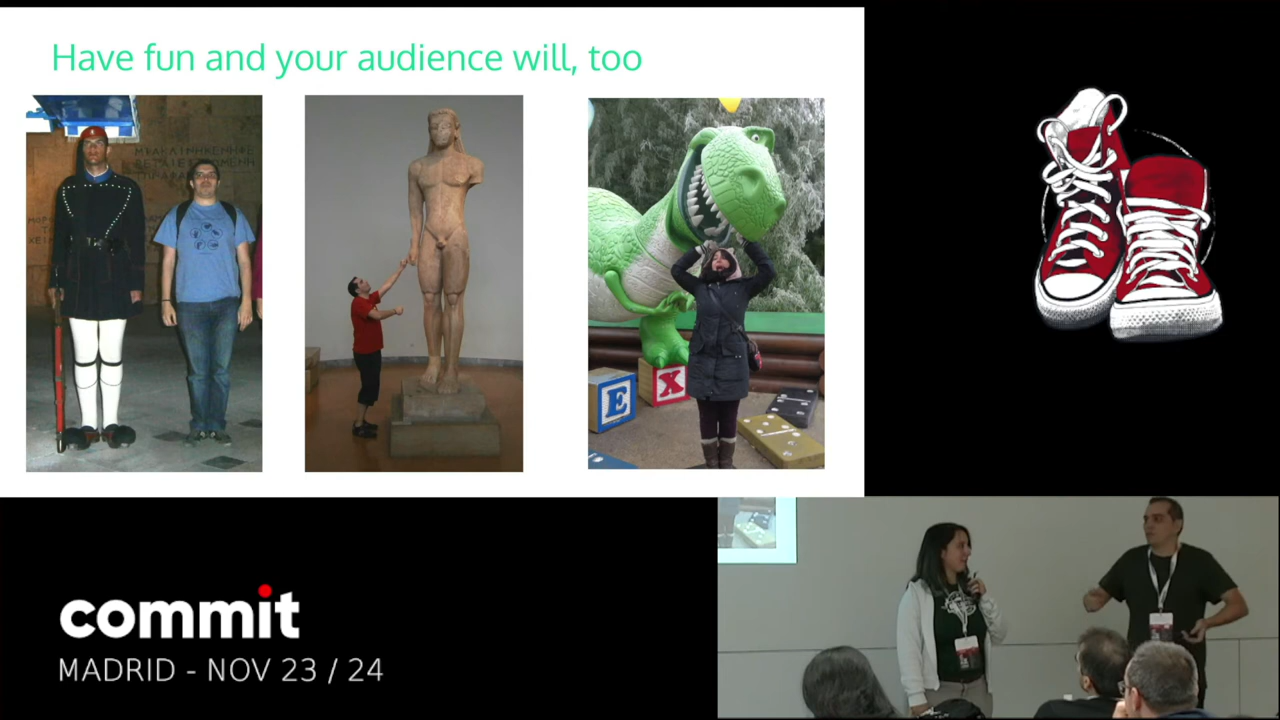 Have fun and your audience will, too
E
X
commit
MADRID - NOV 23 / 24